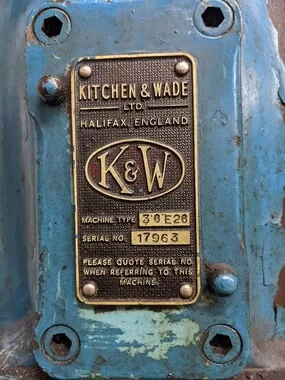 KITCHEN & WADE
LTD.
HALIFAX, ENGLAND
K&W
MACHINE TYPE 3'0 E26
SERIAL NO. 17963
PLEASE QUOTE SERIAL NO.
WHEN REFERRING TO THIS
MACHINE.